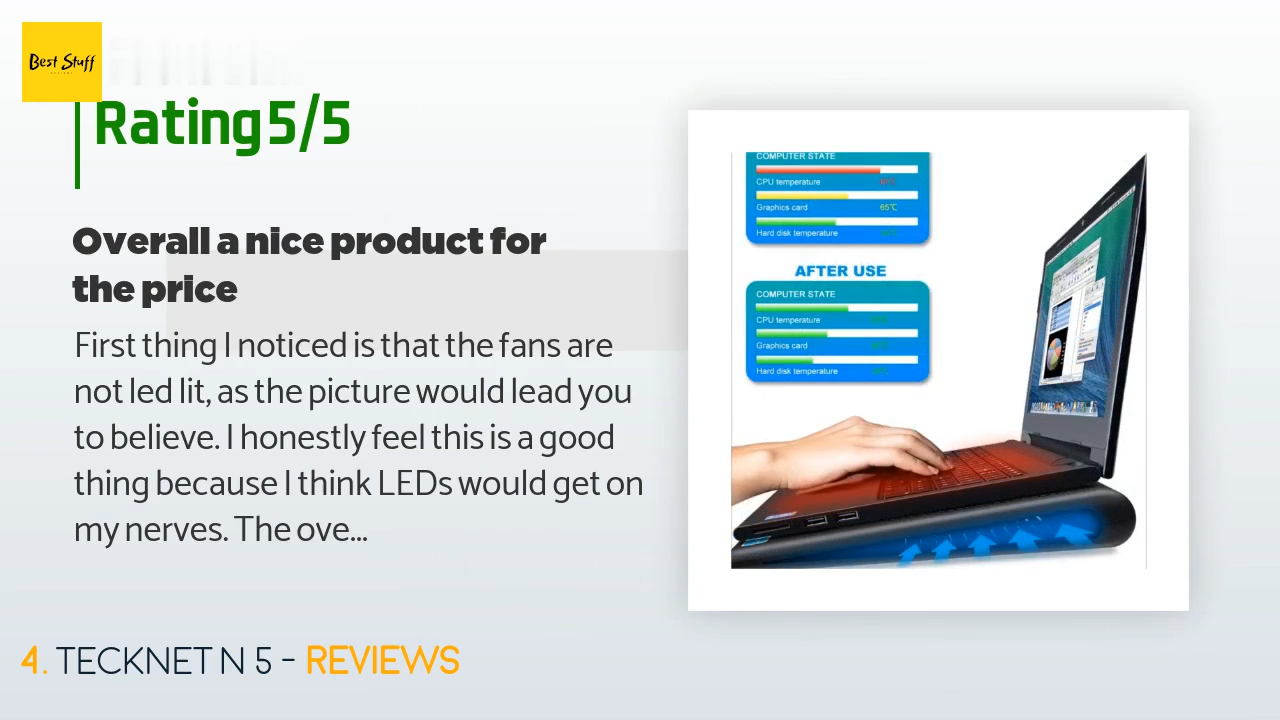 Best Stuff
Rating 5/5
Overall a nice product for
the price
First thing I noticed is that the fans are
not led lit, as the picture would lead you
to believe. I honestly feel this is a good
thing because I think LEDs would get on
my nerves. The ove...
COMPUTER STATE
CPU temperature
Graphics card 65℃
Hard disk temperature
AFTER USE
COMPUTER STATE
CPU temperature
Graphics card
Hard disk temperature
4. TECKNET N 5 - REVIEWS